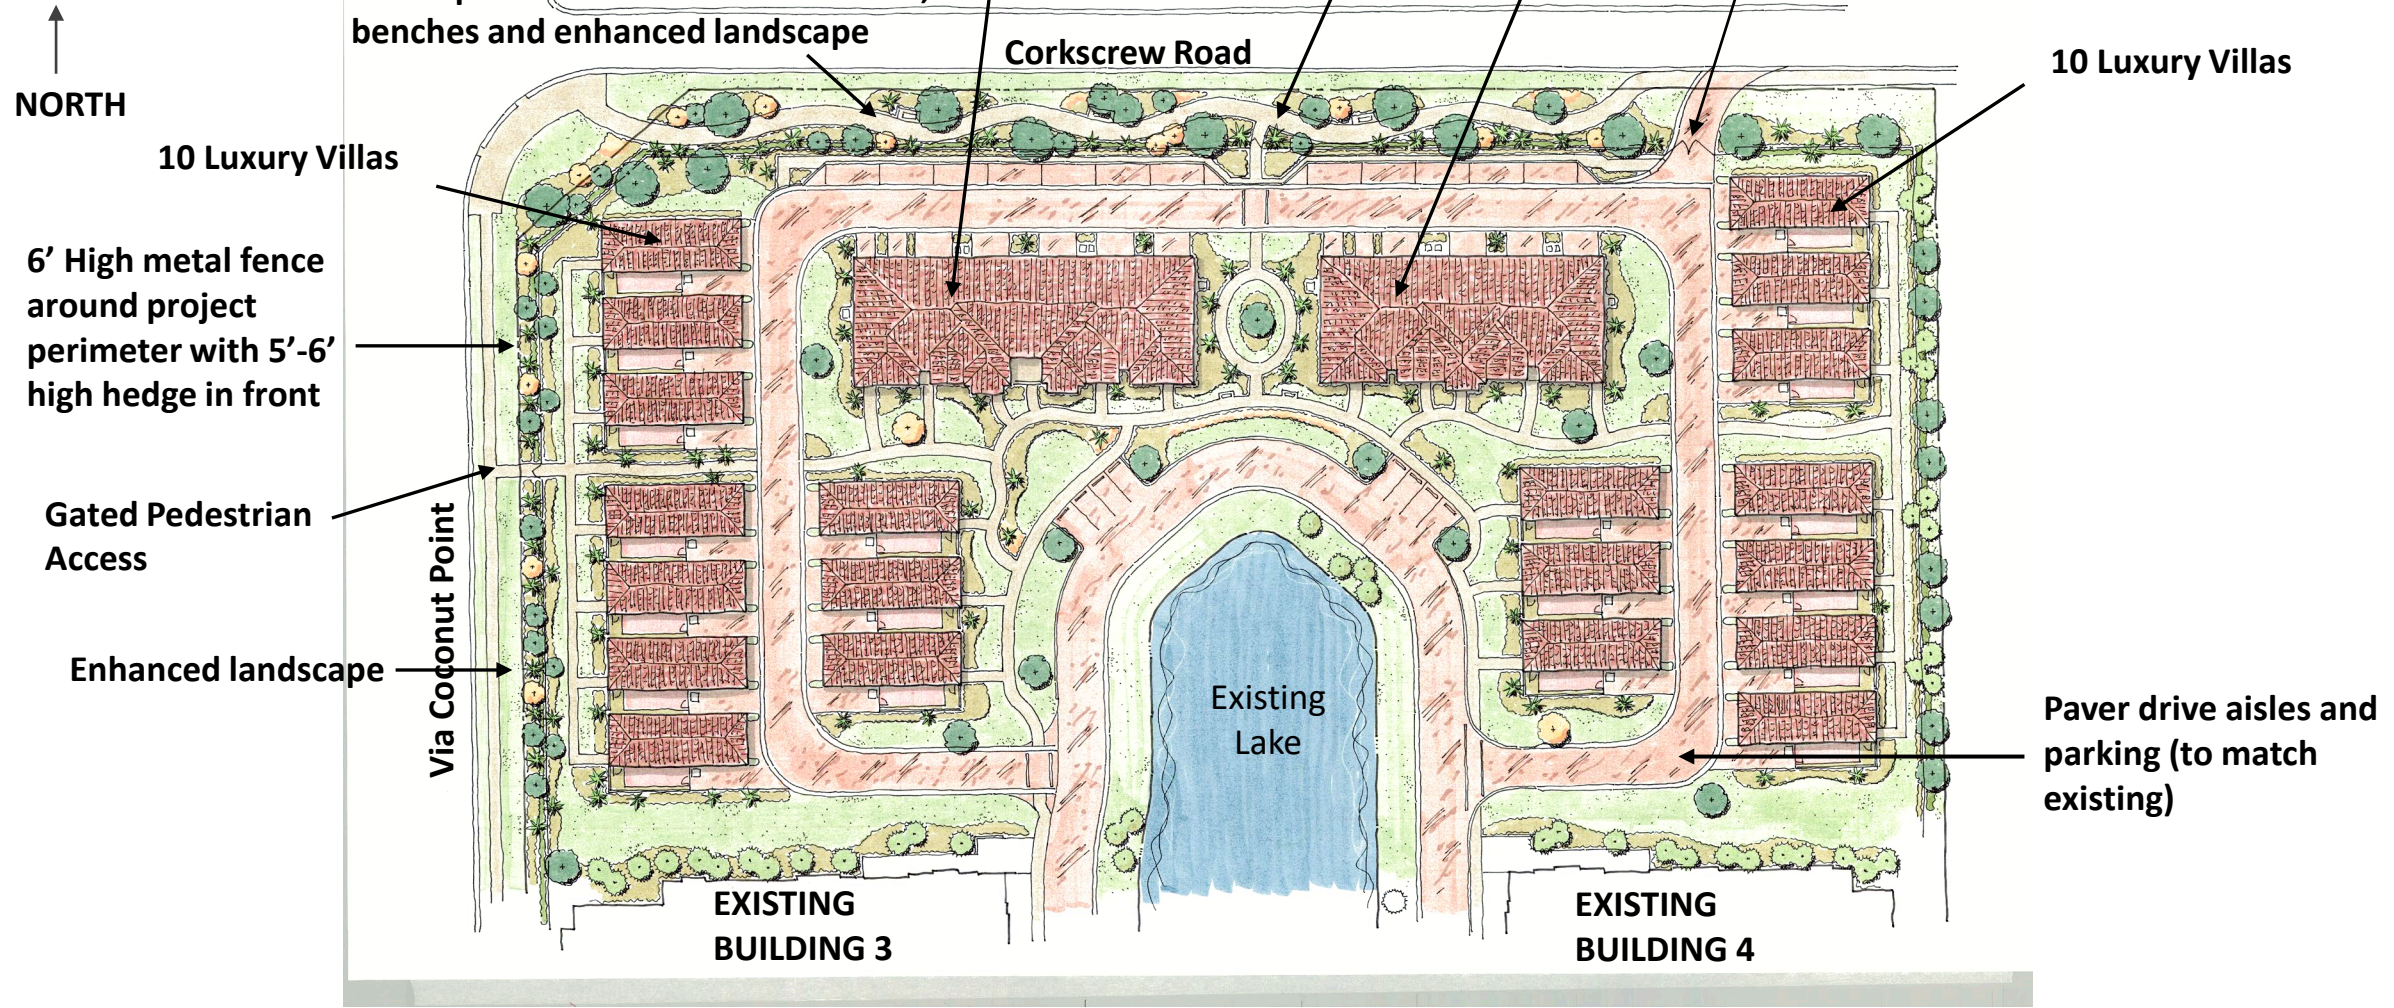 benches and enhanced landscape
Corkscrew Road
10 Luxury Villas
NORTH
10 Luxury Villas
6’ High metal fence
around project
perimeter with 5’-6’
high hedge in front
Gated Pedestrian
Access
Via Coconut Point
Enhanced landscape
Existing
Lake
Paver drive aisles and
parking (to match
existing)
EXISTING
BUILDING 3
EXISTING
BUILDING 4